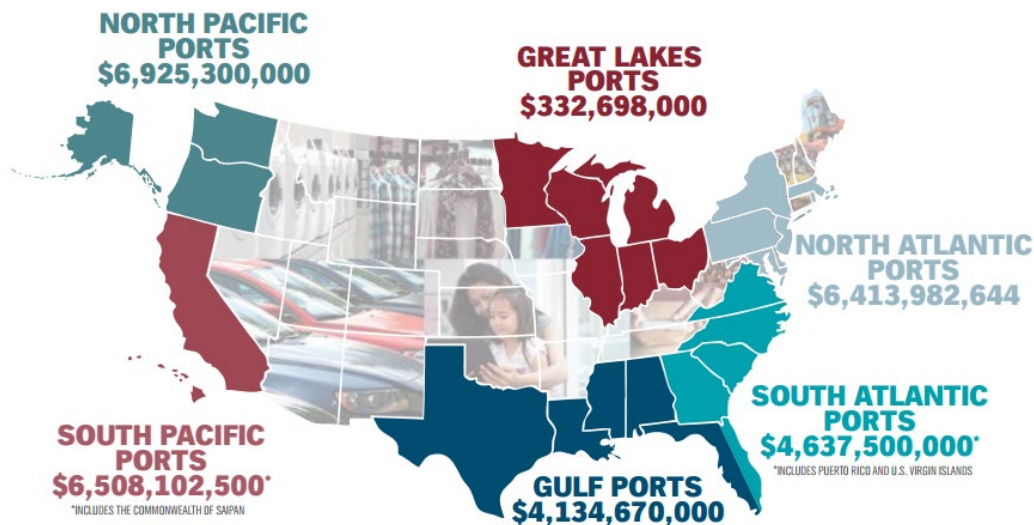 NORTH PACIFIC
PORTS
$6,925,300,000
GREAT LAKES
PORTS
$332,698,000
NORTH ATLANTIC
PORTS
$6,413,982,644
SOUTH ATLANTIC
PORTS
$4,637,500,000*
*INCLUDES PUERTO RICO AND U.S. VIRGIN ISLANDS
SOUTH PACIFIC
PORTS
$6,508,102,500*
*INCLUDES THE COMMONWEALTH OF SAIPAN
GULF PORTS
$4,134,670,000